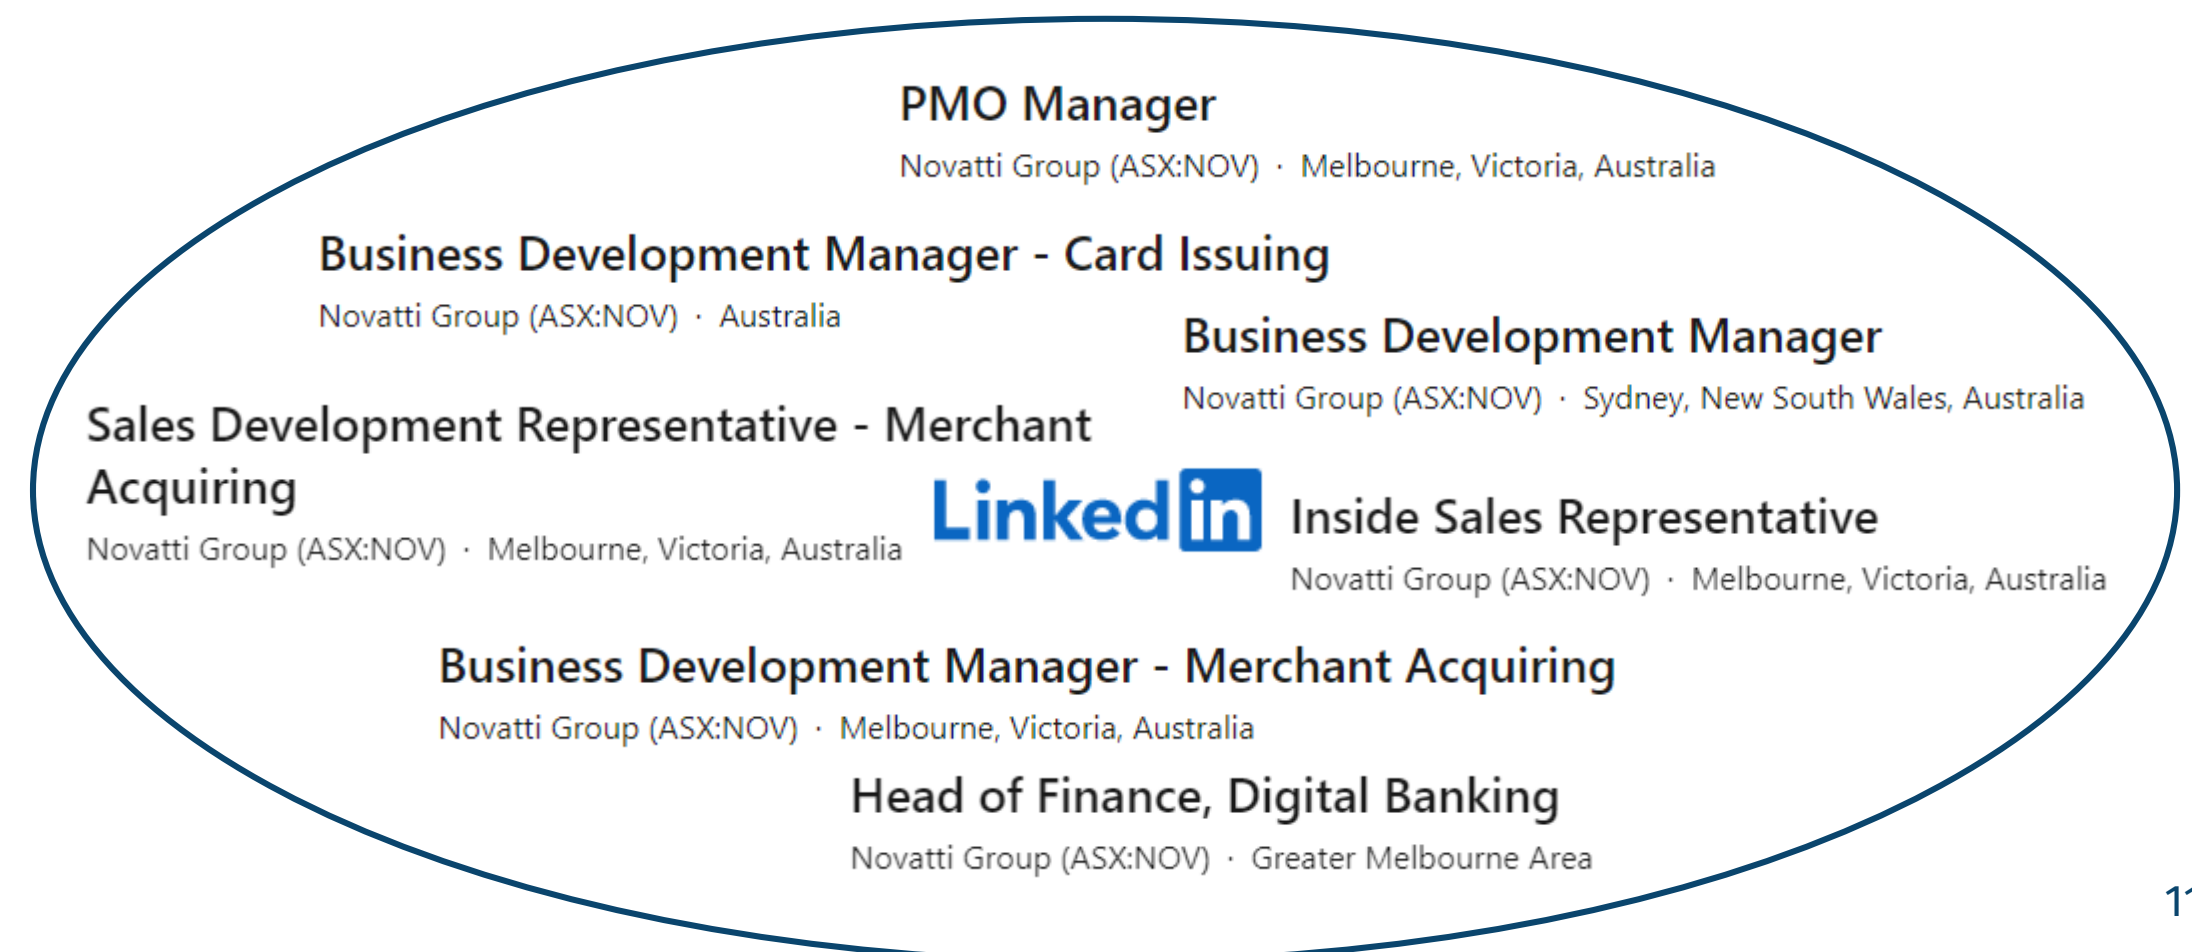 PMO Manager
Novatti Group (ASX:NOV) · Melbourne, Victoria, Australia
Business Development Manager - Card Issuing
Novatti Group (ASX:NOV) · Australia
Business Development Manager
Novatti Group (ASX:NOV) · Sydney, New South Wales, Australia
Sales Development Representative - Merchant
Acquiring
Novatti Group (ASX:NOV) · Melbourne, Victoria, Australia
Linkedin
Inside Sales Representative
Novatti Group (ASX:NOV) · Melbourne, Victoria, Australia
Business Development Manager - Merchant Acquiring
Novatti Group (ASX:NOV) · Melbourne, Victoria, Australia
Head of Finance, Digital Banking
Novatti Group (ASX:NOV) · Greater Melbourne Area
11